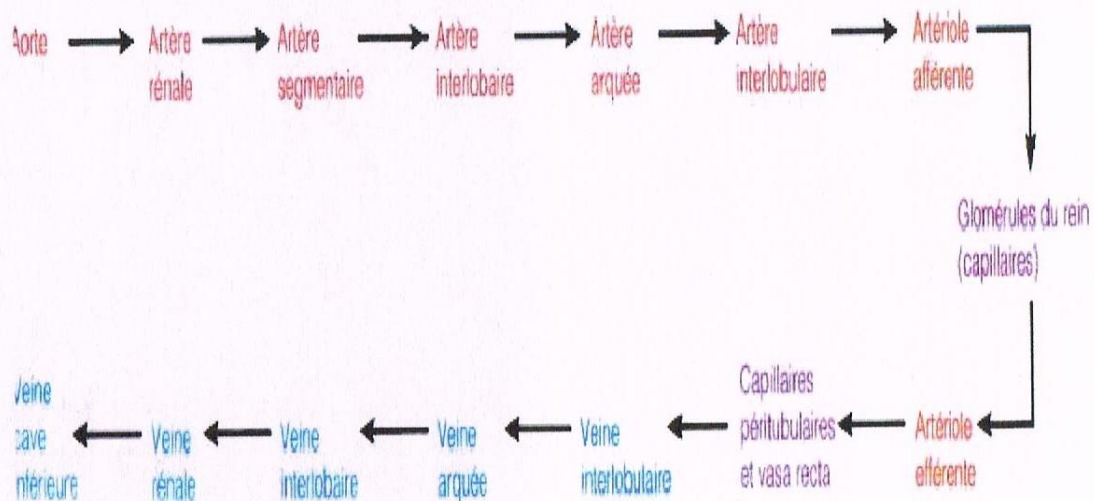 Aorte
Artère
rénale
Artère
segmentaire
Artère
interlobaire
Artère
arquée
Artère
interlobulaire
Artériole
afférente
Glomérules du rein
(capillaires)
Artériole
efférente
Capillaires
péritubulaires
et vasa recta
Veine
interlobulaire
Veine
arquée
Veine
interlobaire
Veine
rénale
Veine
cave
inférieure